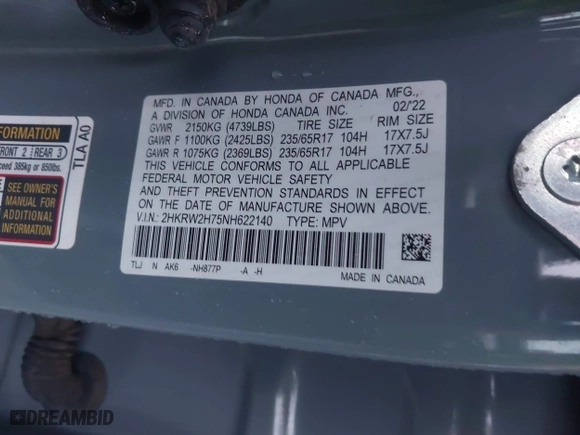 MFD. IN CANADA BY HONDA OF CANADA MFG.,
A DIVISION OF HONDA CANADA INC. 02/'22
GVWR 2150KG (4739LBS) TIRE SIZE RIM SIZE
GAWR F 1100KG (2425LBS) 235/65R17 104H 17X7.5J
GAWR R 1075KG (2369LBS) 235/65R17 104H 17X7.5J
THIS VEHICLE CONFORMS TO ALL APPLICABLE
FEDERAL MOTOR VEHICLE SAFETY
AND THEFT PREVENTION STANDARDS IN EFFECT
ON THE DATE OF MANUFACTURE SHOWN ABOVE.
V.I.N.: 2HKRW2H75NH622140 TYPE: MPV
TLJ N AK6 -NH877P -A -H
MADE IN CANADA
FORMATION
FRONT 2 REAR 3
ceed 385kg or 850lbs.
SEE OWNER'S
MANUAL FOR
ADDITIONAL
INFORMATION
TLA A0
DREAMBID